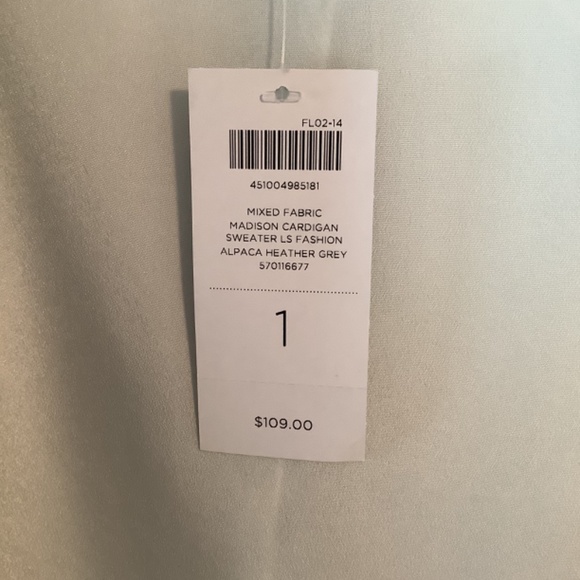 FL02-14
451004985181
MIXED FABRIC
MADISON CARDIGAN
SWEATER LS FASHION
ALPACA HEATHER GREY
570116677
1
$109.00